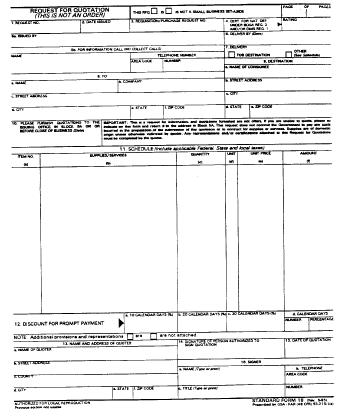 REQUEST FOR QUOTATION
(THIS IS NOT AN ORDER)
THIS RFQ IS IS NOT A SMALL BUSINESS SET-ASIDE
PAGE OF PAGES
1. REQUEST NO.
2. DATE ISSUED
3. REQUISITION/PURCHASE REQUEST NO.
4. CERT. FOR NAT. DEF. UNDER BDSA REG. 2 AND/OR DMS REG. 1
RATING
5a. ISSUED BY
6. DELIVER BY (Date)
5b. FOR INFORMATION CALL (NO COLLECT CALLS)
7. DELIVERY
NAME
TELEPHONE NUMBER
AREA CODE
NUMBER
FOB DESTINATION
OTHER (See Schedule)
9. DESTINATION
a. NAME OF CONSIGNEE
8. TO
a. NAME
b. COMPANY
b. STREET ADDRESS
c. STREET ADDRESS
c. CITY
d. CITY
e. STATE
f. ZIP CODE
d. STATE
e. ZIP CODE
10. PLEASE FURNISH QUOTATIONS TO THE ISSUING OFFICE IN BLOCK 5A ON OR BEFORE CLOSE OF BUSINESS (Date)
IMPORTANT: This is a request for information, and quotations furnished are not offers. If you are unable to quote, please so indicate on this form and return it to the address in Block 5A. This request does not commit the Government to pay any costs incurred in the preparation of the submission of this quotation or to contract for supplies or services. Supplies are of domestic origin unless otherwise indicated by quoter. Any representations and/or certifications attached to this Request for Quotations must be completed by the quoter.
11. SCHEDULE (Include applicable Federal, State and local taxes)
ITEM NO.
SUPPLIES/SERVICES
QUANTITY
UNIT
UNIT PRICE
AMOUNT
(a)
(b)
(c)
(d)
(e)
(f)
12. DISCOUNT FOR PROMPT PAYMENT
a. 10 CALENDAR DAYS (%)
b. 20 CALENDAR DAYS (%)
c. 30 CALENDAR DAYS (%)
d. CALENDAR DAYS
NUMBER
PERCENTAGE
NOTE: Additional provisions and representations are are not attached
13. NAME AND ADDRESS OF QUOTER
14. SIGNATURE OF PERSON AUTHORIZED TO SIGN QUOTATION
15. DATE OF QUOTATION
a. NAME OF QUOTER
b. STREET ADDRESS
16. SIGNER
a. NAME (Type or print)
b. TELEPHONE
c. COUNTY
AREA CODE
d. CITY
e. STATE
f. ZIP CODE
c. TITLE (Type or print)
NUMBER
AUTHORIZED FOR LOCAL REPRODUCTION
Previous edition not usable
STANDARD FORM 18 (Rev. 6-95)
Prescribed by GSA - FAR (48 CFR) 53.215-1(a)